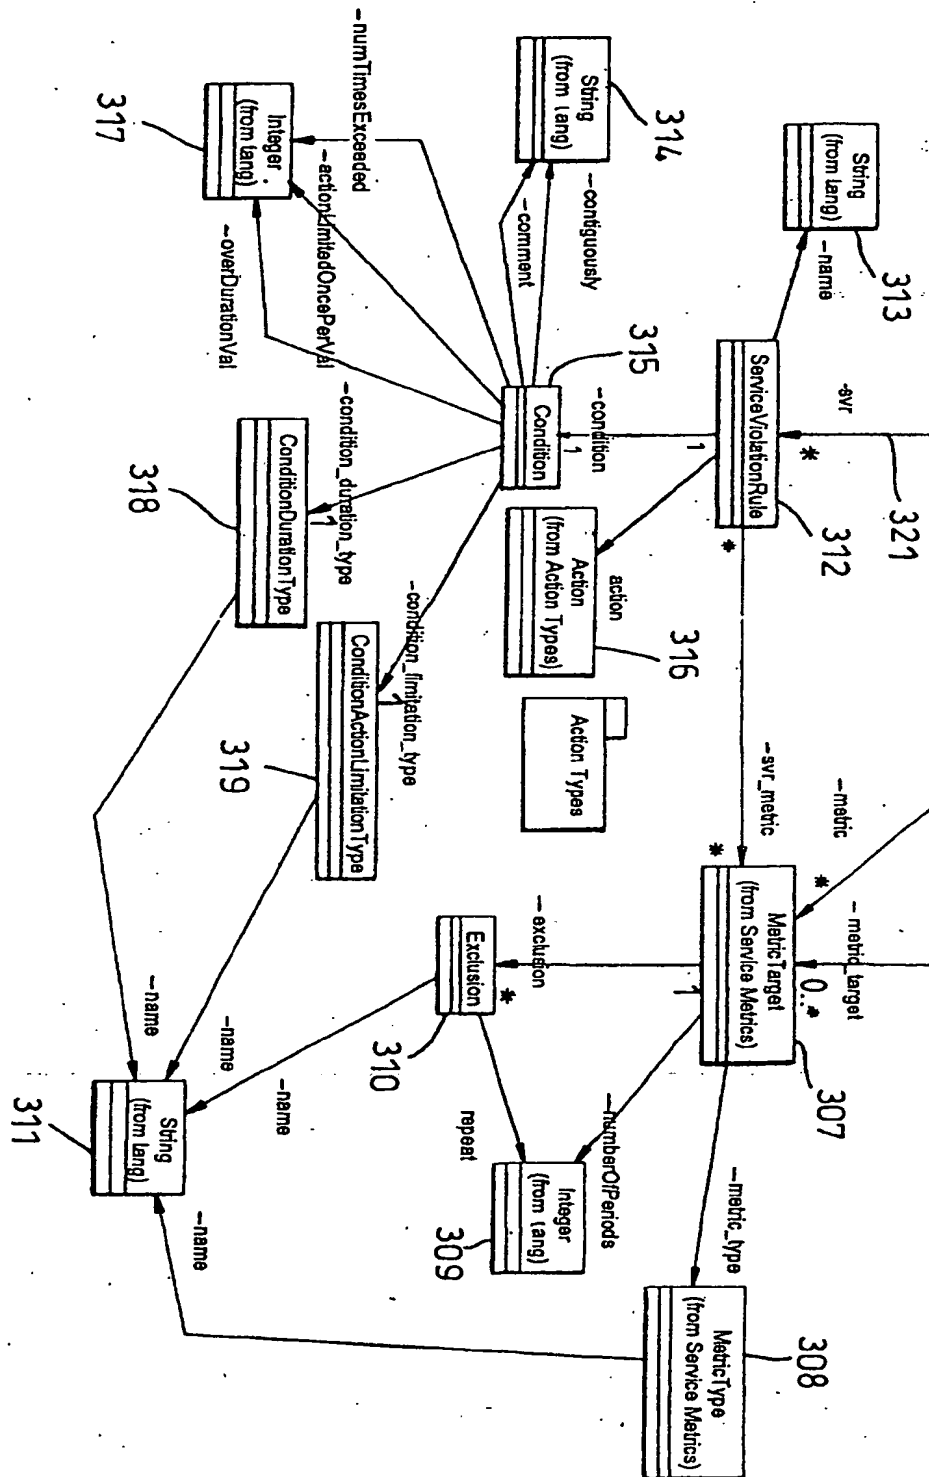 321
313
String
(from lang)
-name
-svr
*
ServiceViolationRule
312
*
-metric
*
-metric_target
0..*
MetricTarget
(from Service Metrics)
307
-svr_metric
*
1
-metric_type
MetricType
(from Service Metrics)
308
314
String
(from lang)
-contiguously
-comment
315
-condition
1
1
Condition
action
Action
(from Action Types)
316
Action Types
-exclusion
*
Exclusion
310
-numberOfPeriods
repeat
Integer
(from lang)
309
-numTimesExceeded
-actionLimitedOncePerVal
-overDurationVal
Integer
(from lang)
317
-condition_duration_type
1
ConditionDurationType
318
-condition_limitation_type
1
ConditionActionLimitationType
319
-name
-name
-name
-name
String
(from lang)
311